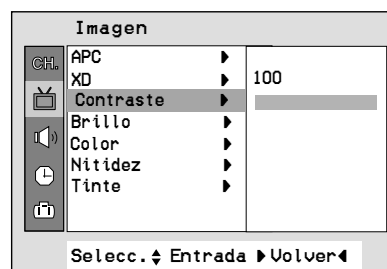 Imagen
CH.
APC
XD
Contraste
Brillo
Color
Nitidez
Tinte
100
Selecc. Entrada Volver